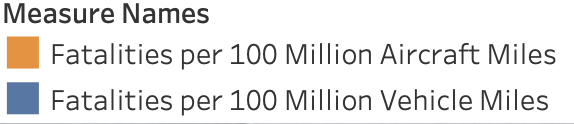 Measure Names
Fatalities per 100 Million Aircraft Miles
Fatalities per 100 Million Vehicle Miles